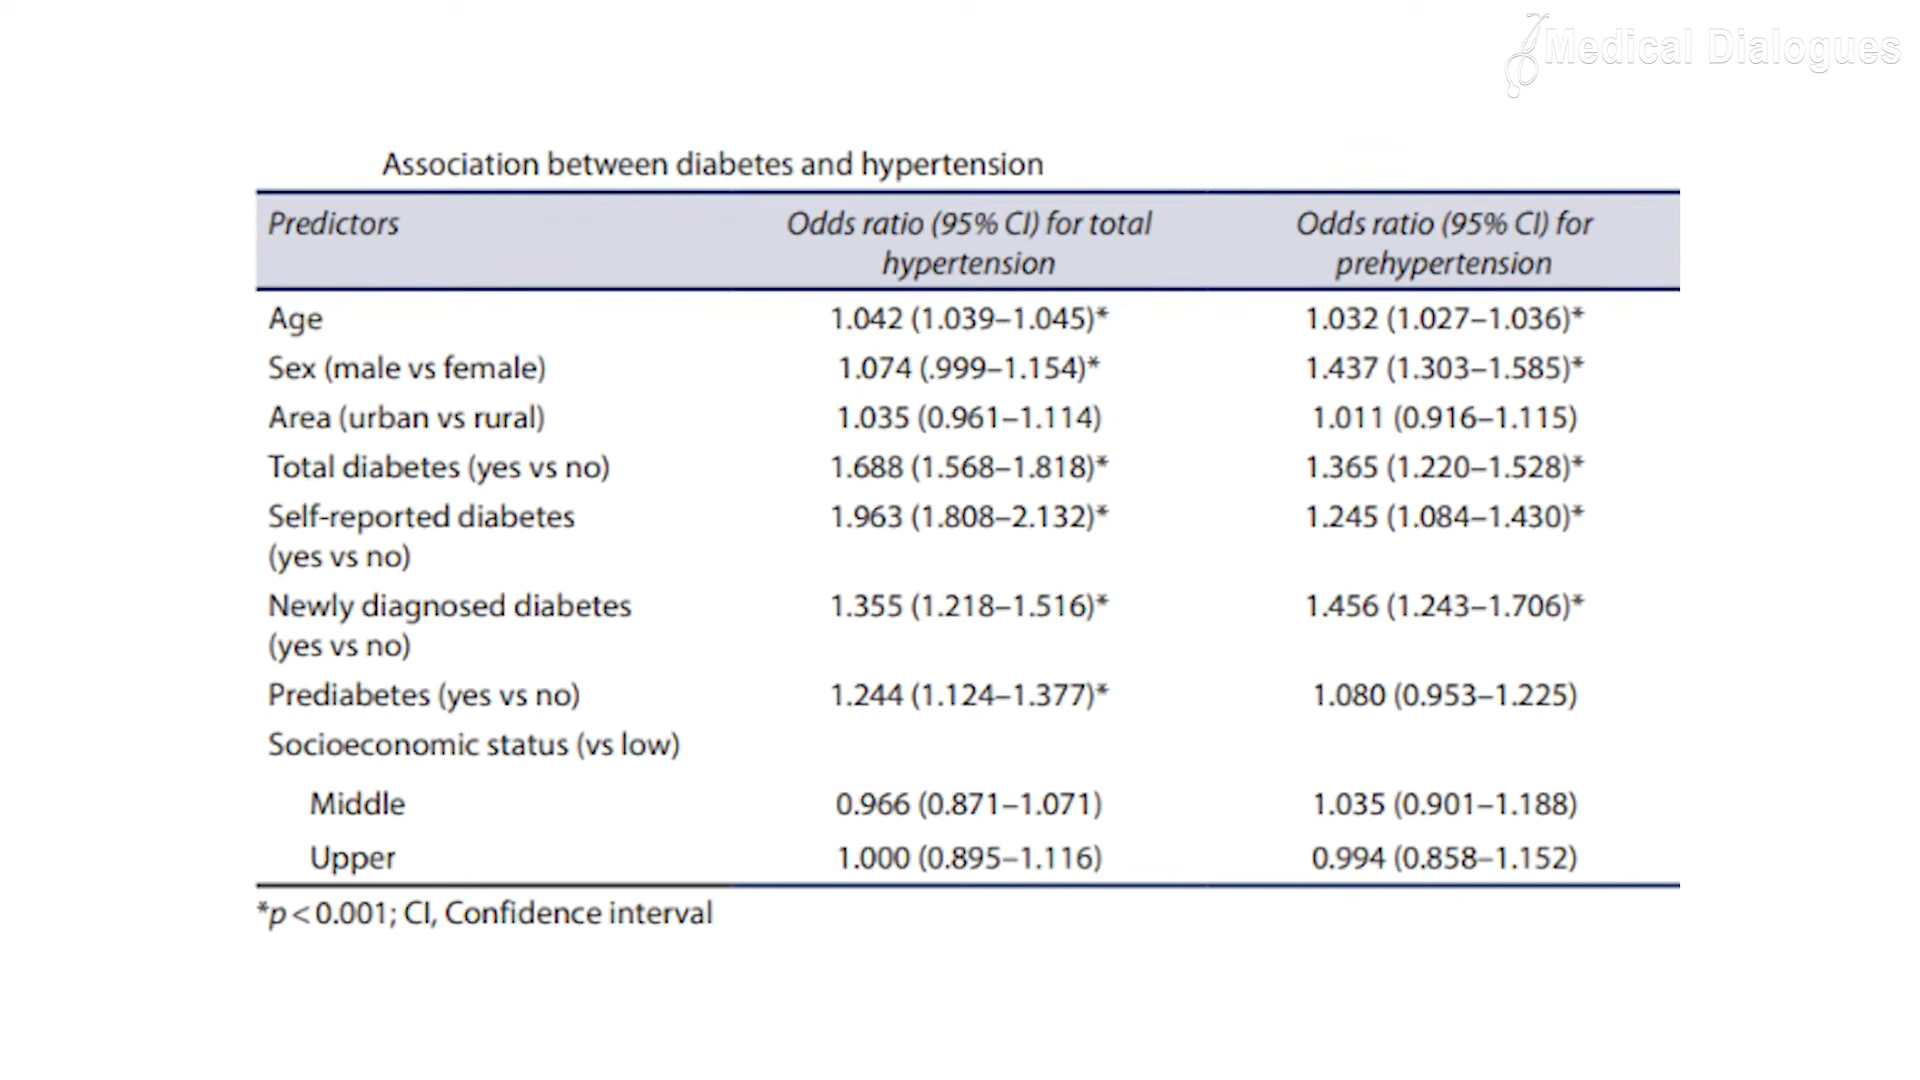 Medical Dialogues
Association between diabetes and hypertension
Predictors Odds ratio (95% CI) for total hypertension Odds ratio (95% CI) for prehypertension
Age 1.042 (1.039–1.045)* 1.032 (1.027–1.036)*
Sex (male vs female) 1.074 (.999–1.154)* 1.437 (1.303–1.585)*
Area (urban vs rural) 1.035 (0.961–1.114) 1.011 (0.916–1.115)
Total diabetes (yes vs no) 1.688 (1.568–1.818)* 1.365 (1.220–1.528)*
Self-reported diabetes 1.963 (1.808–2.132)* 1.245 (1.084–1.430)*
(yes vs no)
Newly diagnosed diabetes 1.355 (1.218–1.516)* 1.456 (1.243–1.706)*
(yes vs no)
Prediabetes (yes vs no) 1.244 (1.124–1.377)* 1.080 (0.953–1.225)
Socioeconomic status (vs low)
Middle 0.966 (0.871–1.071) 1.035 (0.901–1.188)
Upper 1.000 (0.895–1.116) 0.994 (0.858–1.152)
*p < 0.001; CI, Confidence interval